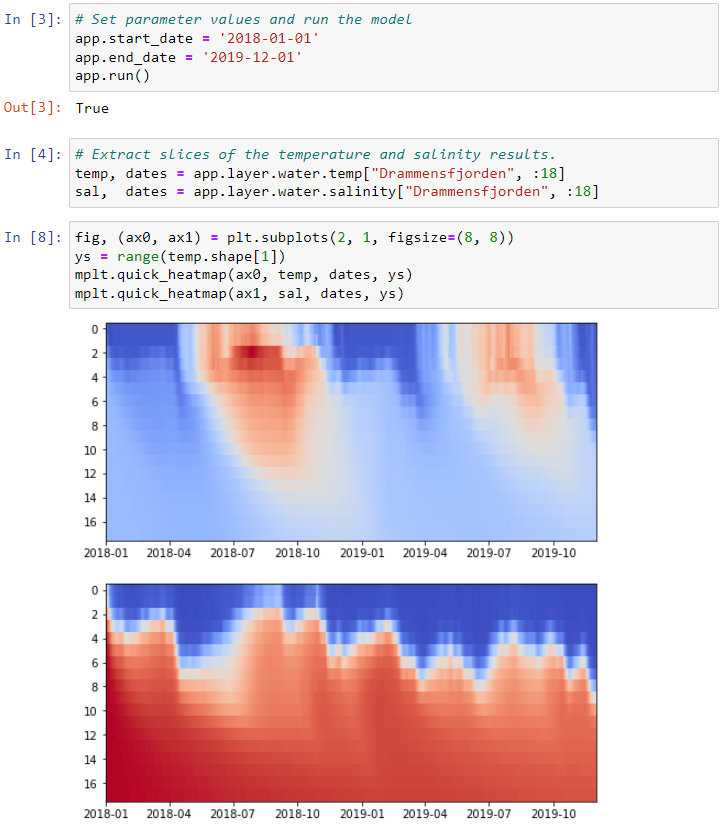 In [3]: # Set parameter values and run the model
app.start_date = '2018-01-01'
app.end_date = '2019-12-01'
app.run()
Out[3]: True
In [4]: # Extract slices of the temperature and salinity results.
temp, dates = app.layer.water.temp["Drammensfjorden", :18]
sal,  dates = app.layer.water.salinity["Drammensfjorden", :18]
In [8]: fig, (ax0, ax1) = plt.subplots(2, 1, figsize=(8, 8))
ys = range(temp.shape[1])
mplt.quick_heatmap(ax0, temp, dates, ys)
mplt.quick_heatmap(ax1, sal, dates, ys)
0
2
4
6
8
10
12
14
16
2018-01 2018-04 2018-07 2018-10 2019-01 2019-04 2019-07 2019-10
0
2
4
6
8
10
12
14
16
2018-01 2018-04 2018-07 2018-10 2019-01 2019-04 2019-07 2019-10